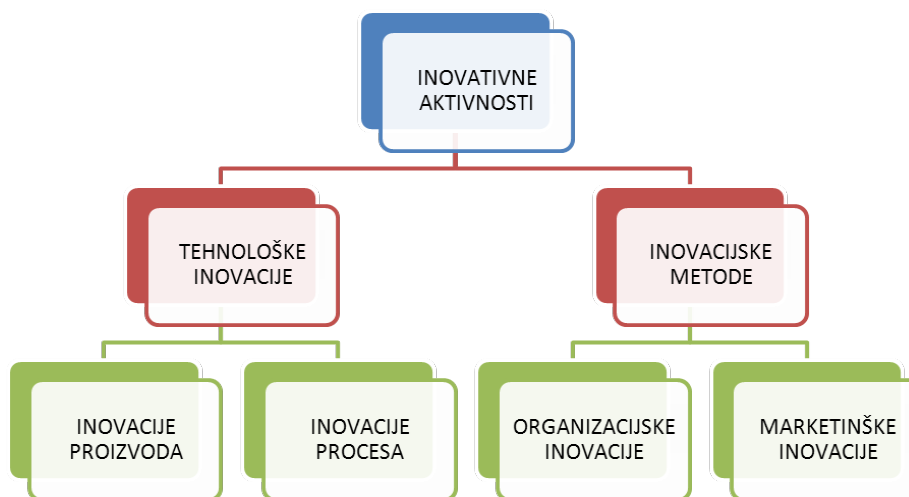 INOVATIVNE
AKTIVNOSTI
TEHNOLOŠKE
INOVACIJE
INOVACIJSKE
METODE
INOVACIJE
PROIZVODA
INOVACIJE
PROCESA
ORGANIZACIJSKE
INOVACIJE
MARKETINŠKE
INOVACIJE